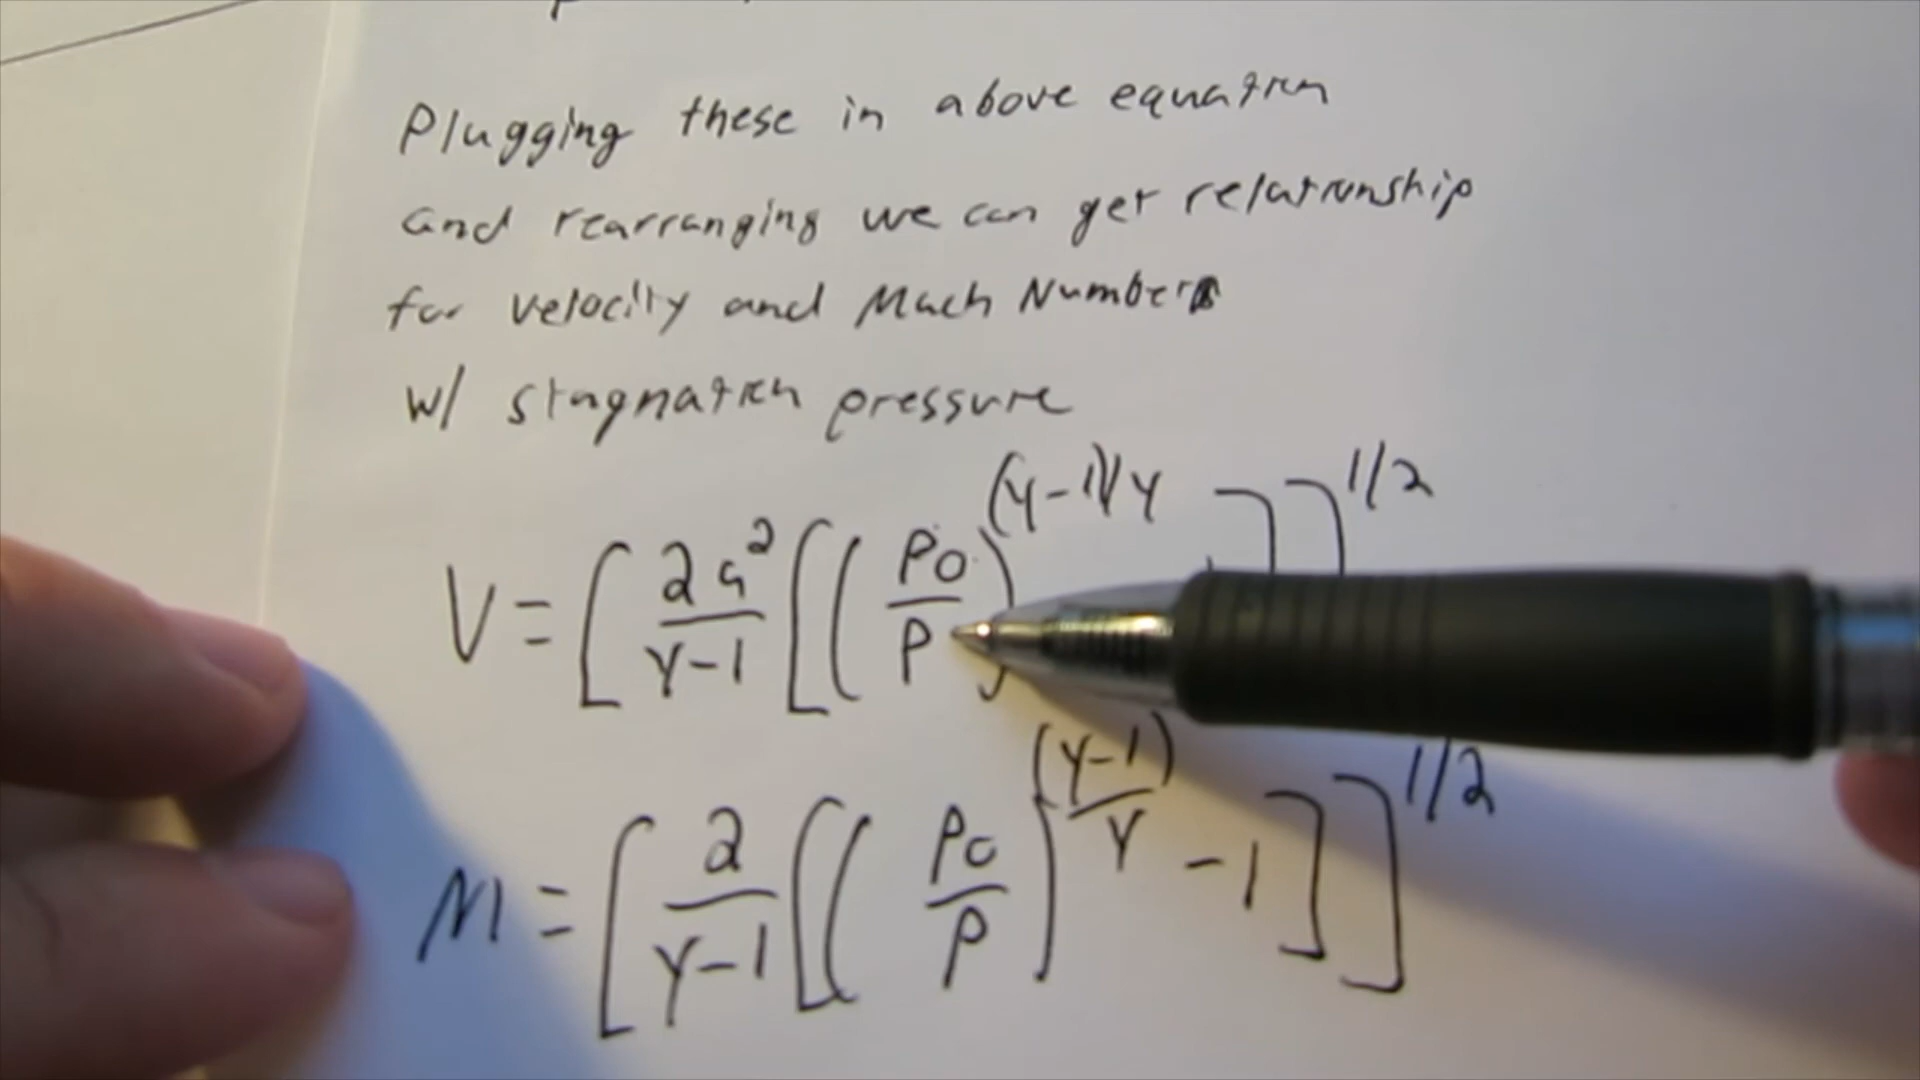 Plugging these in above equation
and rearranging we can get relationship
for velocity and Mach Number
w/ stagnation pressure
V = [ 2a² / γ-1 [ ( P0 / P )^(γ-1)/γ ] ]^1/2
M = [ 2 / γ-1 [ ( P0 / P )^(γ-1)/γ - 1 ] ]^1/2